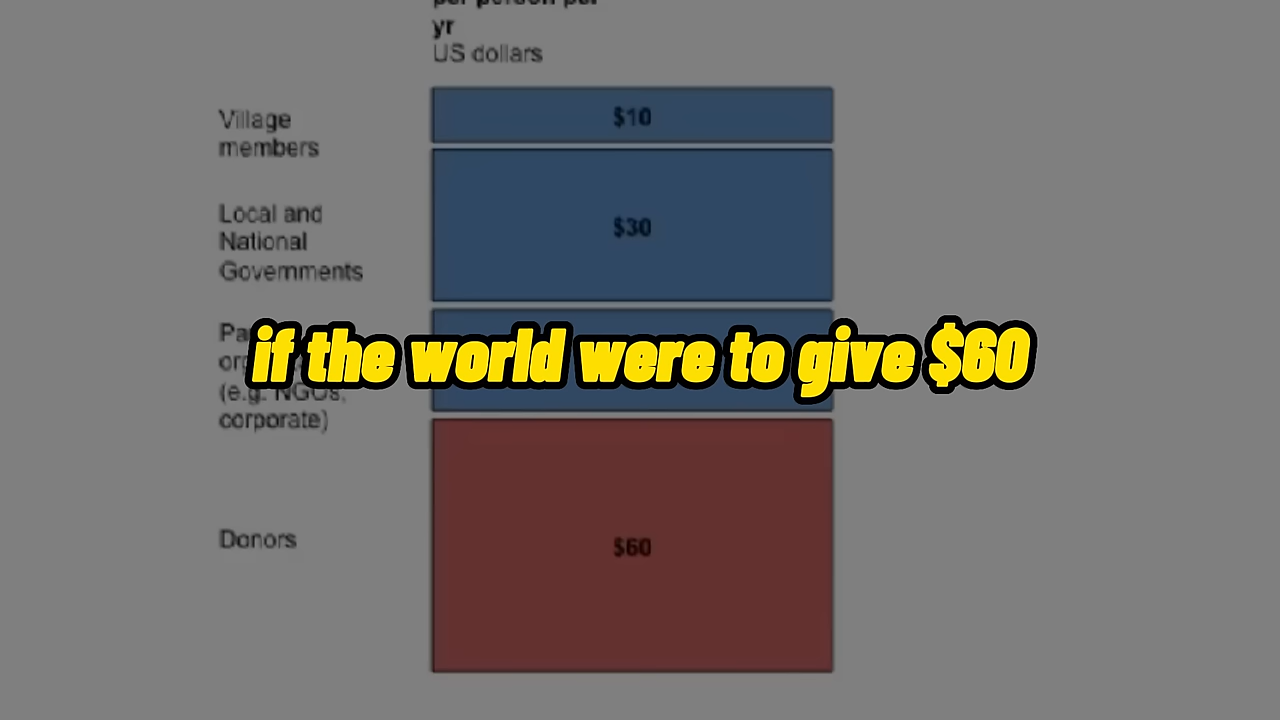 yr
US dollars
Village
members
$10
Local and
National
Governments
$30
if the world were to give $60
(e.g. NGOs,
corporate)
Donors
$60